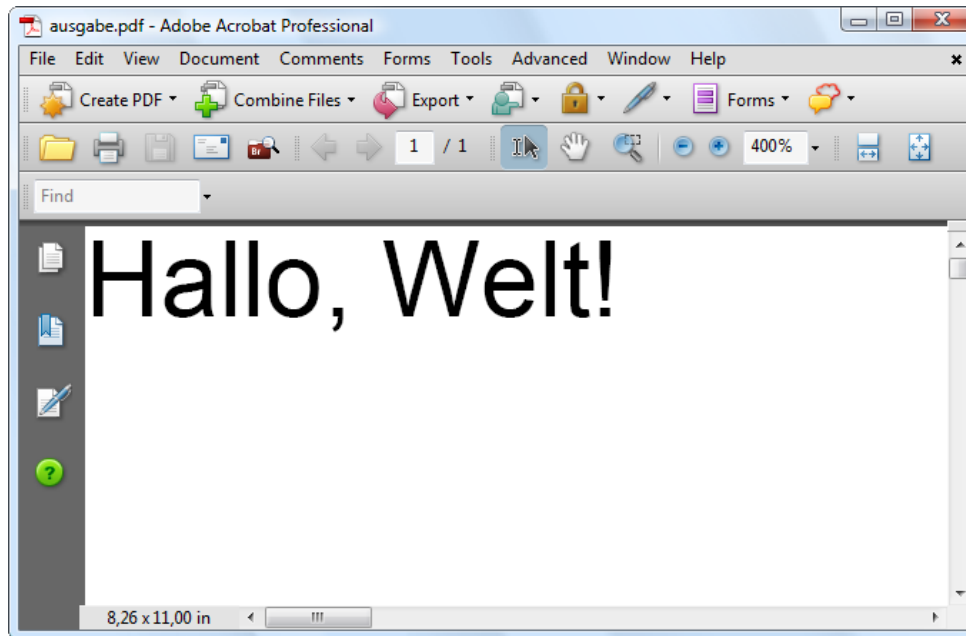 ausgabe.pdf - Adobe Acrobat Professional
File Edit View Document Comments Forms Tools Advanced Window Help
Create PDF Combine Files Export Forms
1 / 1 400%
Find
Hallo, Welt!
8,26 x 11,00 in